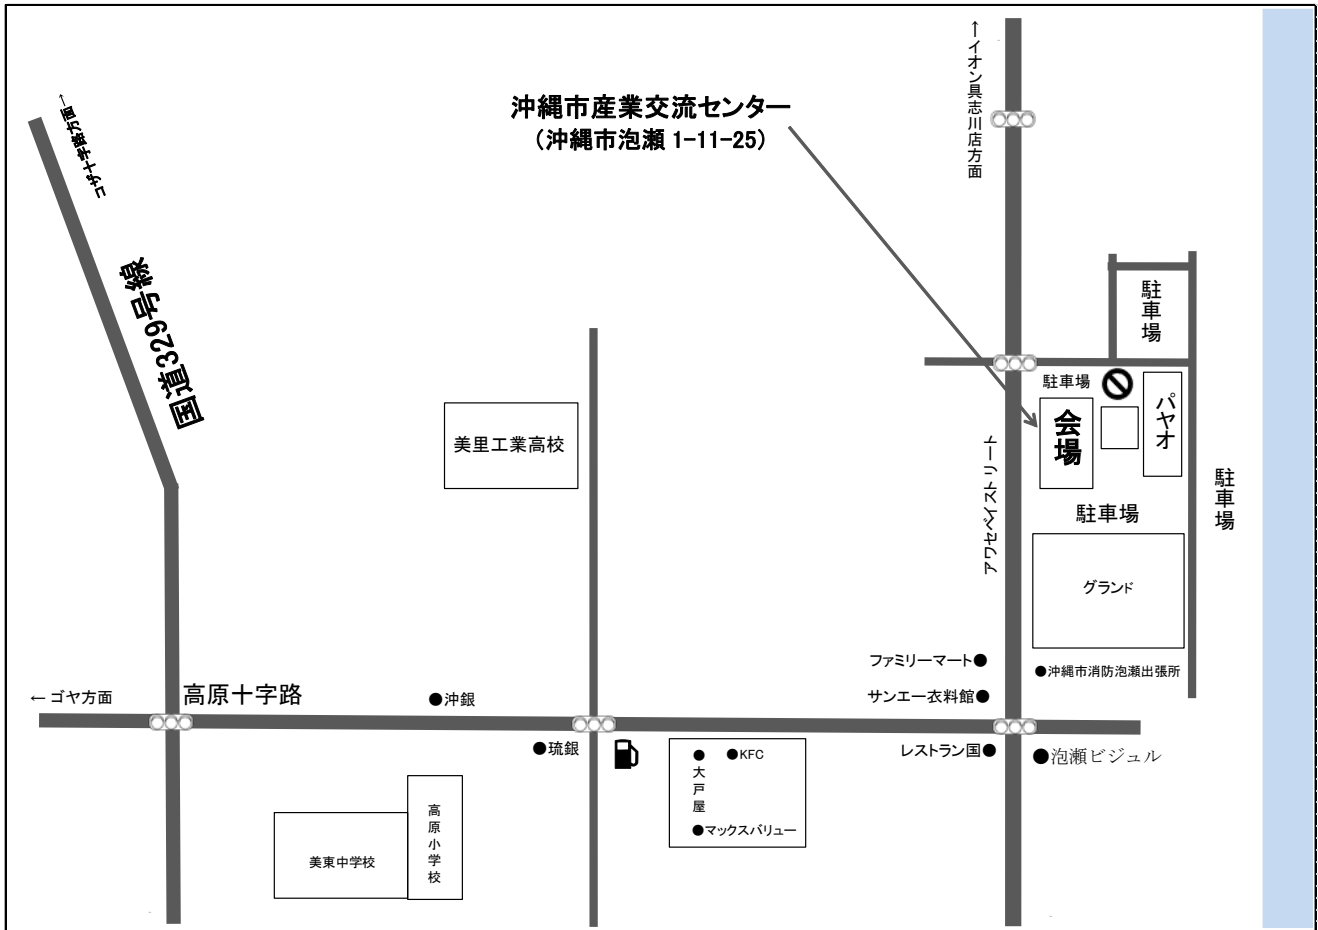 ↑イオン具志川店方面
コザ十字路方面→
沖縄市産業交流センター
（沖縄市泡瀬 1-11-25）
国道329号線
駐車場
駐車場
会場
パヤオ
美里工業高校
アワセベイストリート
駐車場
駐車場
グランド
ファミリーマート●
●沖縄市消防泡瀬出張所
サンエー衣料館●
← ゴヤ方面
高原十字路
●沖銀
●琉銀
●大戸屋
●KFC
●マックスバリュー
レストラン国●
●泡瀬ビジュル
高原小学校
美東中学校